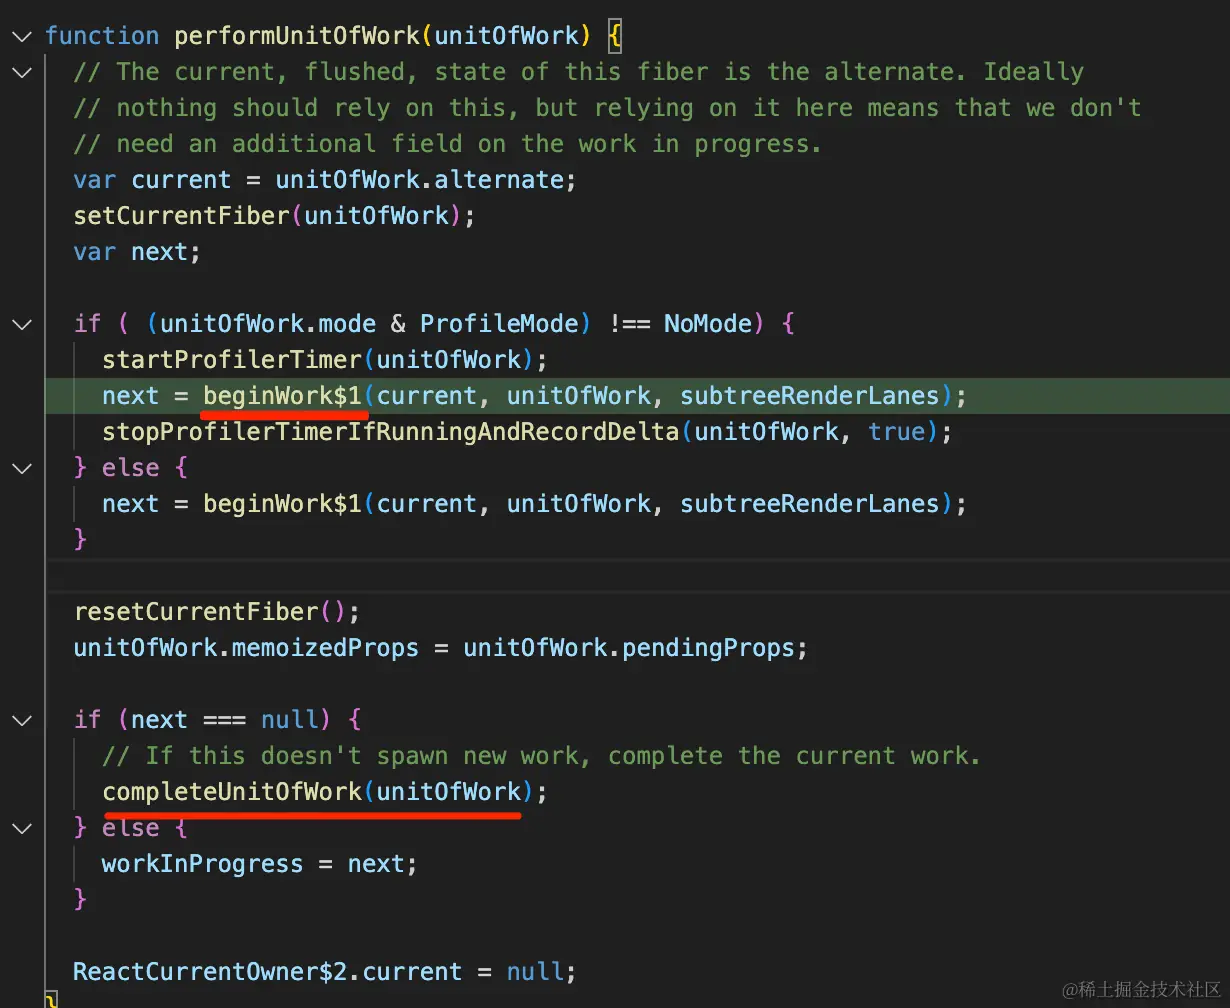 function performUnitOfWork(unitOfWork) {
// The current, flushed, state of this fiber is the alternate. Ideally
// nothing should rely on this, but relying on it here means that we don't
// need an additional field on the work in progress.
var current = unitOfWork.alternate;
setCurrentFiber(unitOfWork);
var next;
if ( (unitOfWork.mode & ProfileMode) !== NoMode) {
startProfilerTimer(unitOfWork);
next = beginWork$1(current, unitOfWork, subtreeRenderLanes);
stopProfilerTimerIfRunningAndRecordDelta(unitOfWork, true);
} else {
next = beginWork$1(current, unitOfWork, subtreeRenderLanes);
}
resetCurrentFiber();
unitOfWork.memoizedProps = unitOfWork.pendingProps;
if (next === null) {
// If this doesn't spawn new work, complete the current work.
completeUnitOfWork(unitOfWork);
} else {
workInProgress = next;
}
ReactCurrentOwner$2.current = null;
}
@稀土掘金技术社区